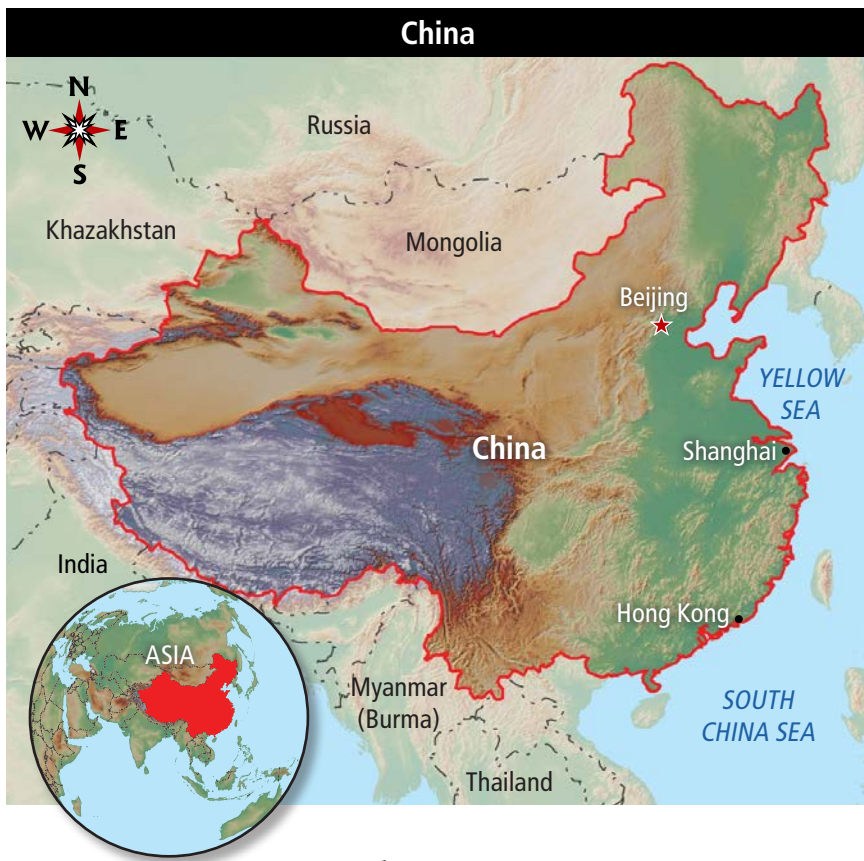 China
N
W E
S
Russia
Khazakhstan
Mongolia
Beijing
YELLOW
SEA
China
Shanghai
India
Hong Kong
ASIA
Myanmar
(Burma)
SOUTH
CHINA SEA
Thailand